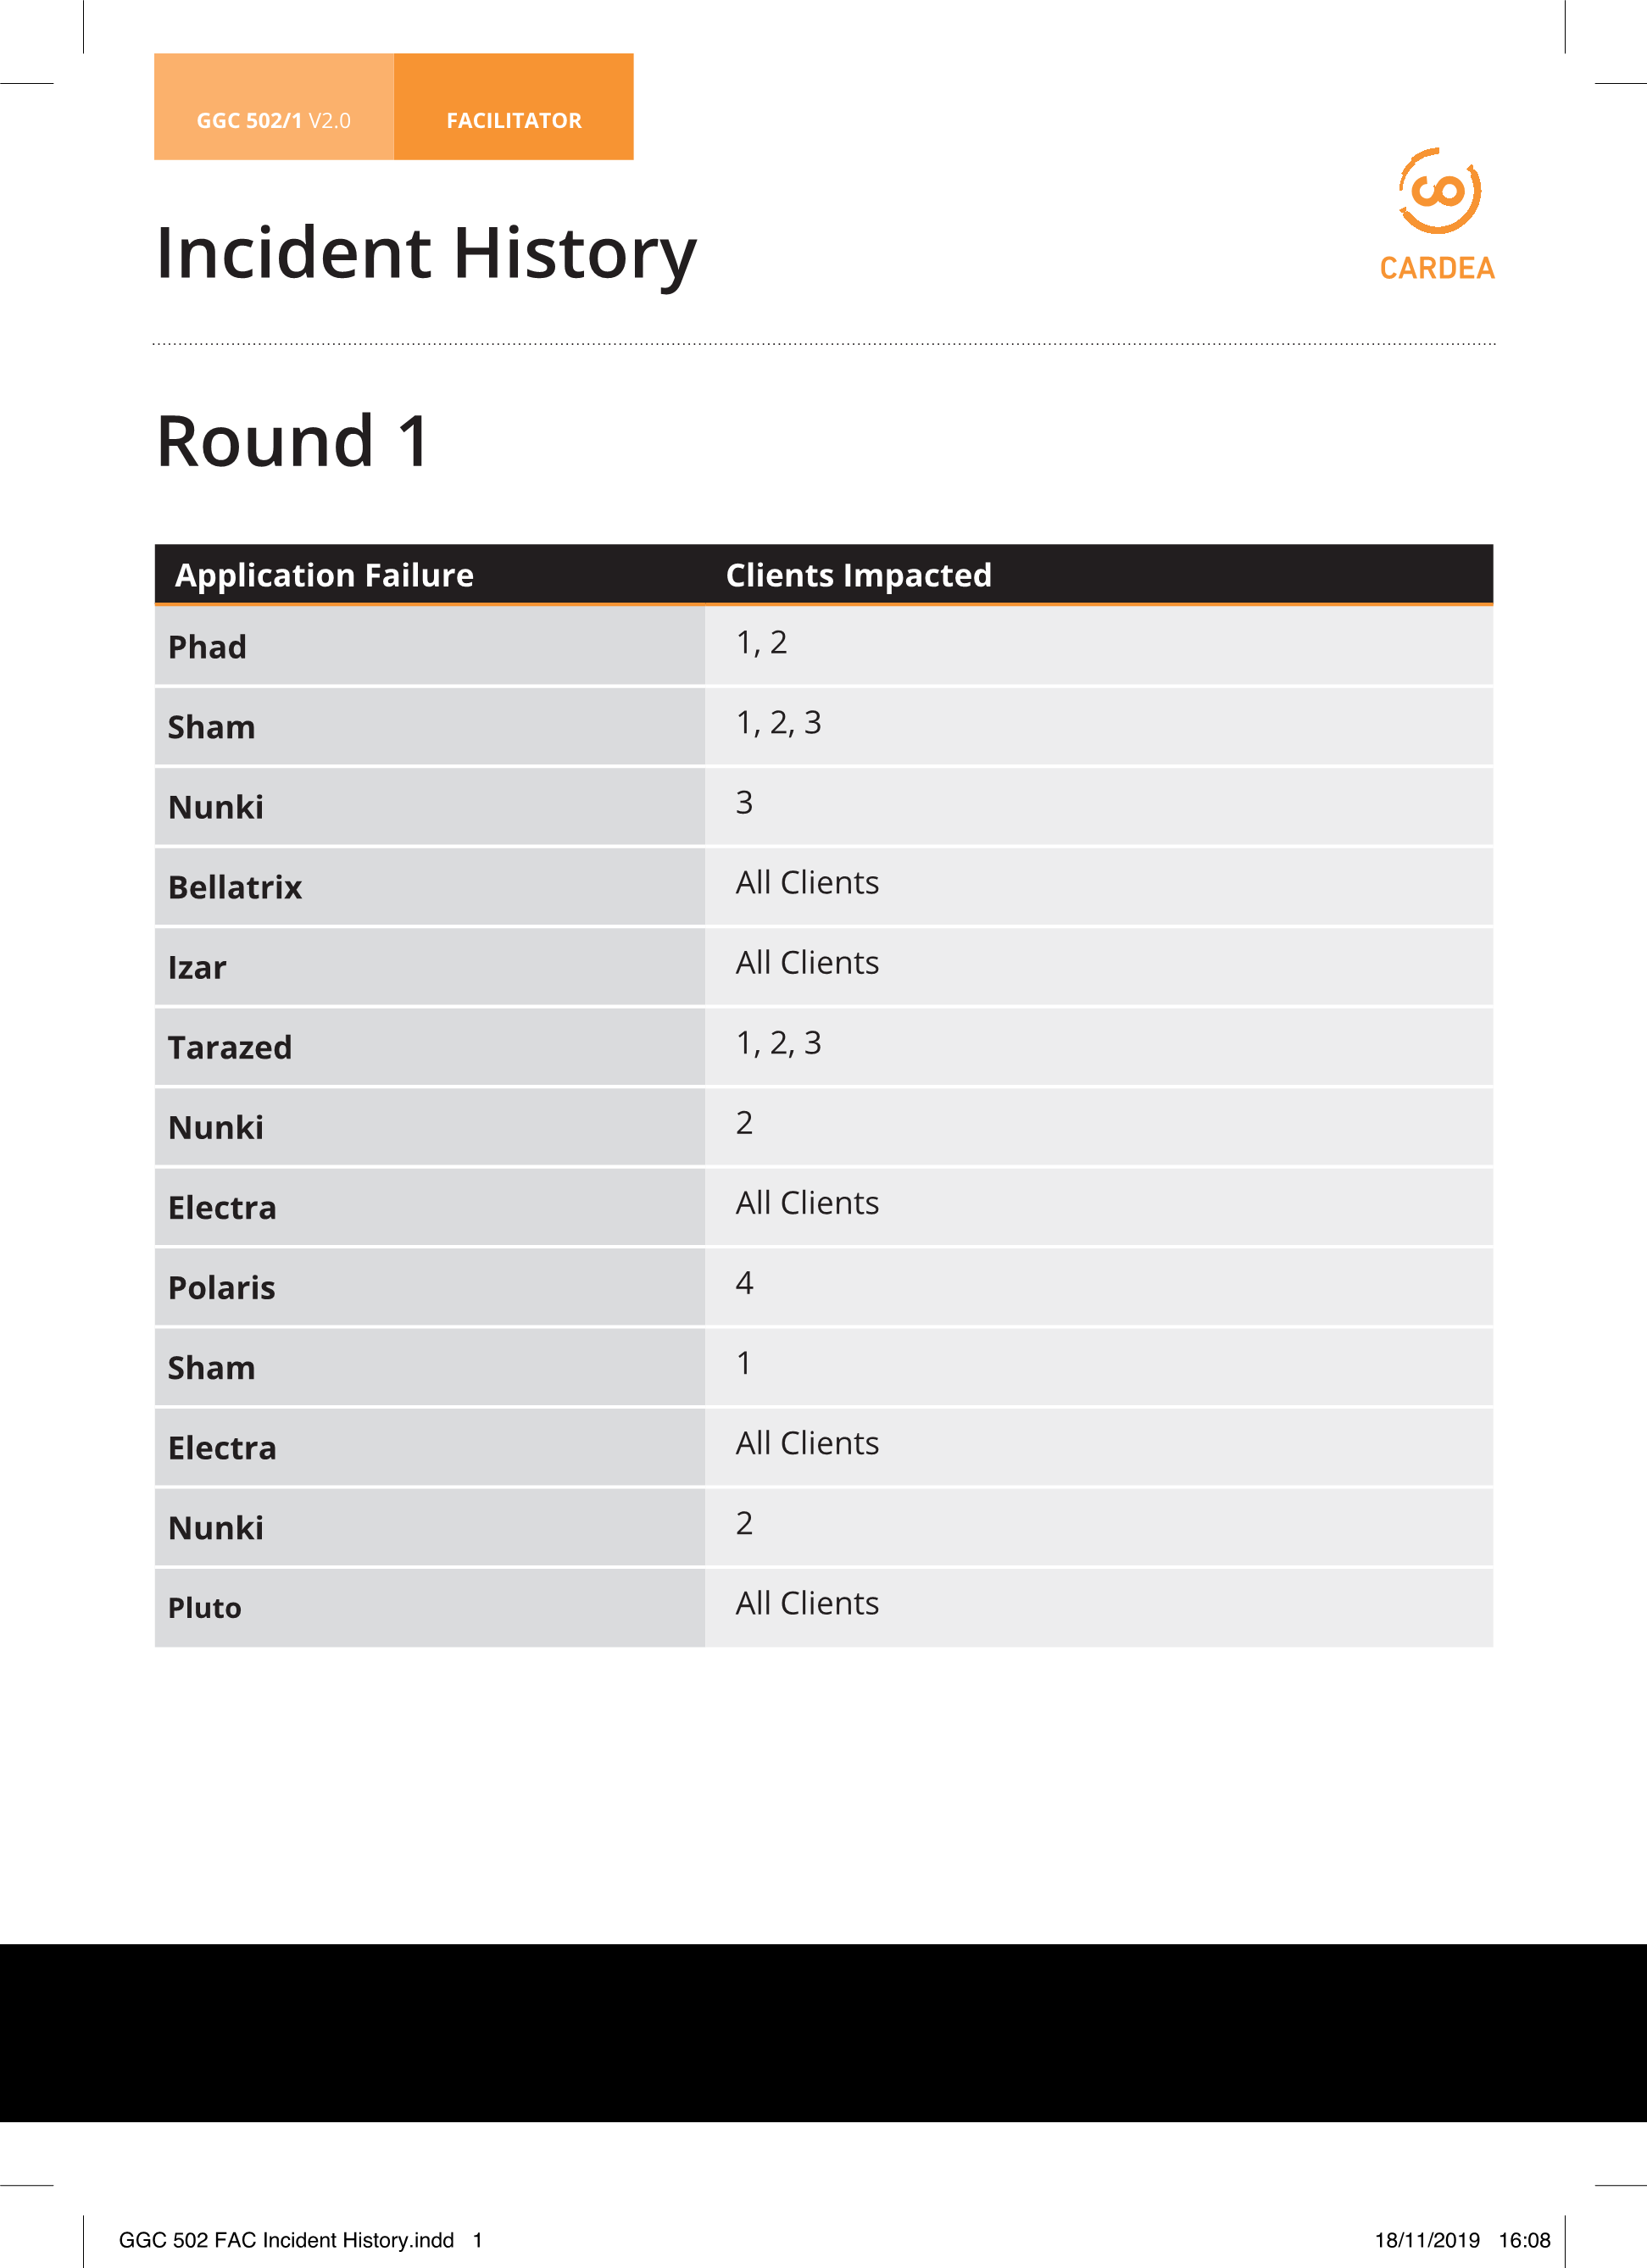 GGC 502/1 V2.0 FACILITATOR
CARDEA
Incident History
Round 1
Application Failure Clients Impacted
Phad 1, 2
Sham 1, 2, 3
Nunki 3
Bellatrix All Clients
Izar All Clients
Tarazed 1, 2, 3
Nunki 2
Electra All Clients
Polaris 4
Sham 1
Electra All Clients
Nunki 2
Pluto All Clients
GGC 502 FAC Incident History.indd 1 18/11/2019 16:08